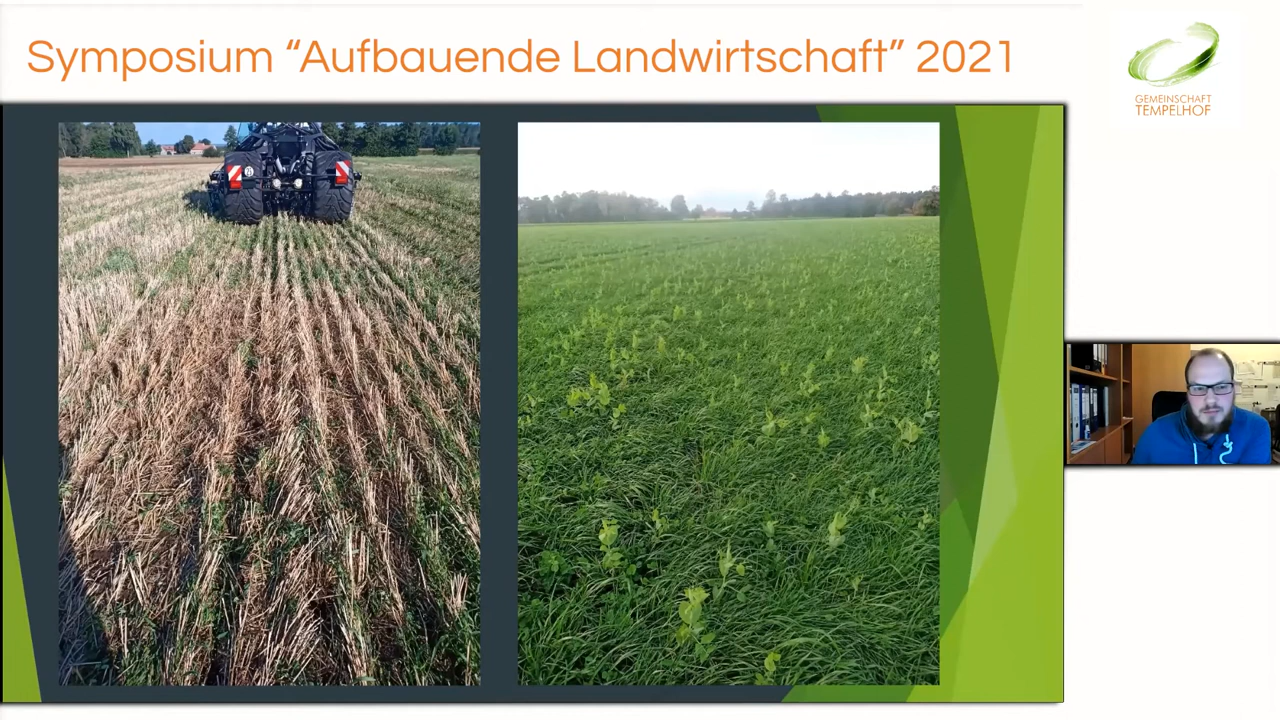 Symposium “Aufbauende Landwirtschaft” 2021
GEMEINSCHAFT
TEMPELHOF